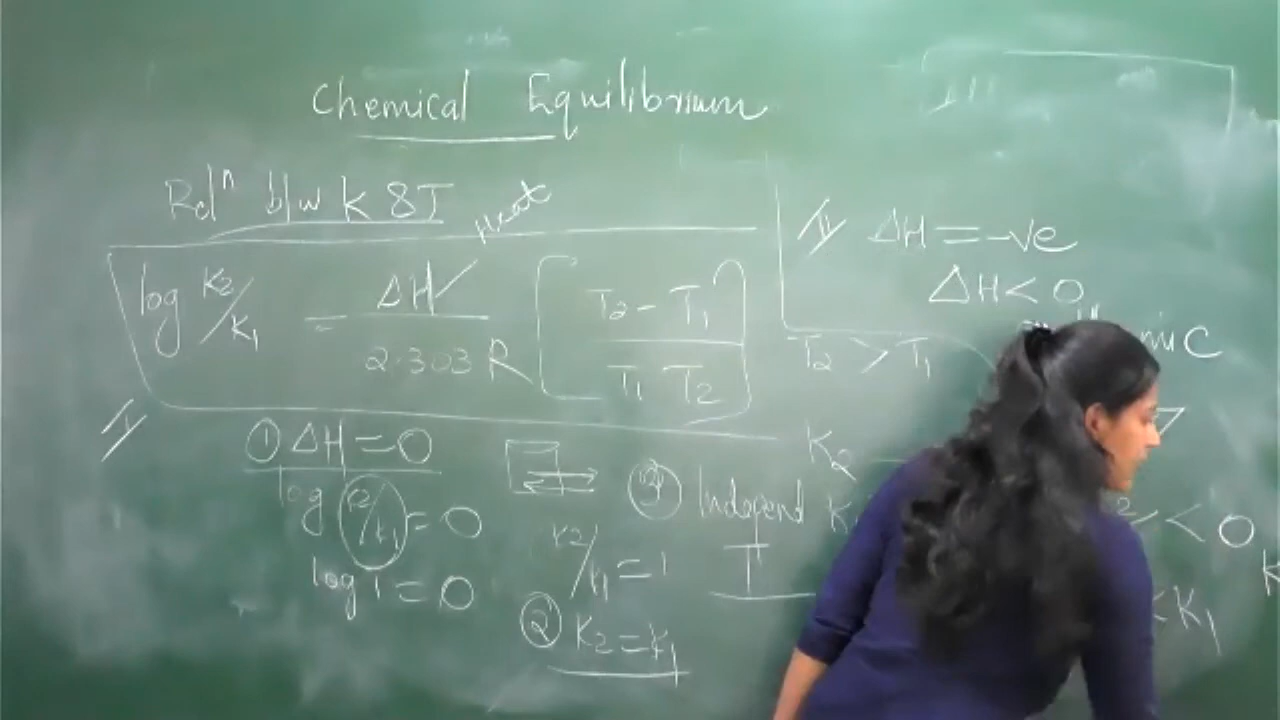 Chemical Equilibrium
Relⁿ b/w K & T
Heat
log K2/K1 = ΔH / 2.303 R [ T2 - T1 / T1 T2 ]
I
① ΔH = 0
log K2/K1 = 0
log 1 = 0
K2/K1 = 1
② K2 = K1
③ Independ
T
II ΔH = -ve
ΔH < 0
mic
T2 > T1
K2
K
< 0
< K1
K